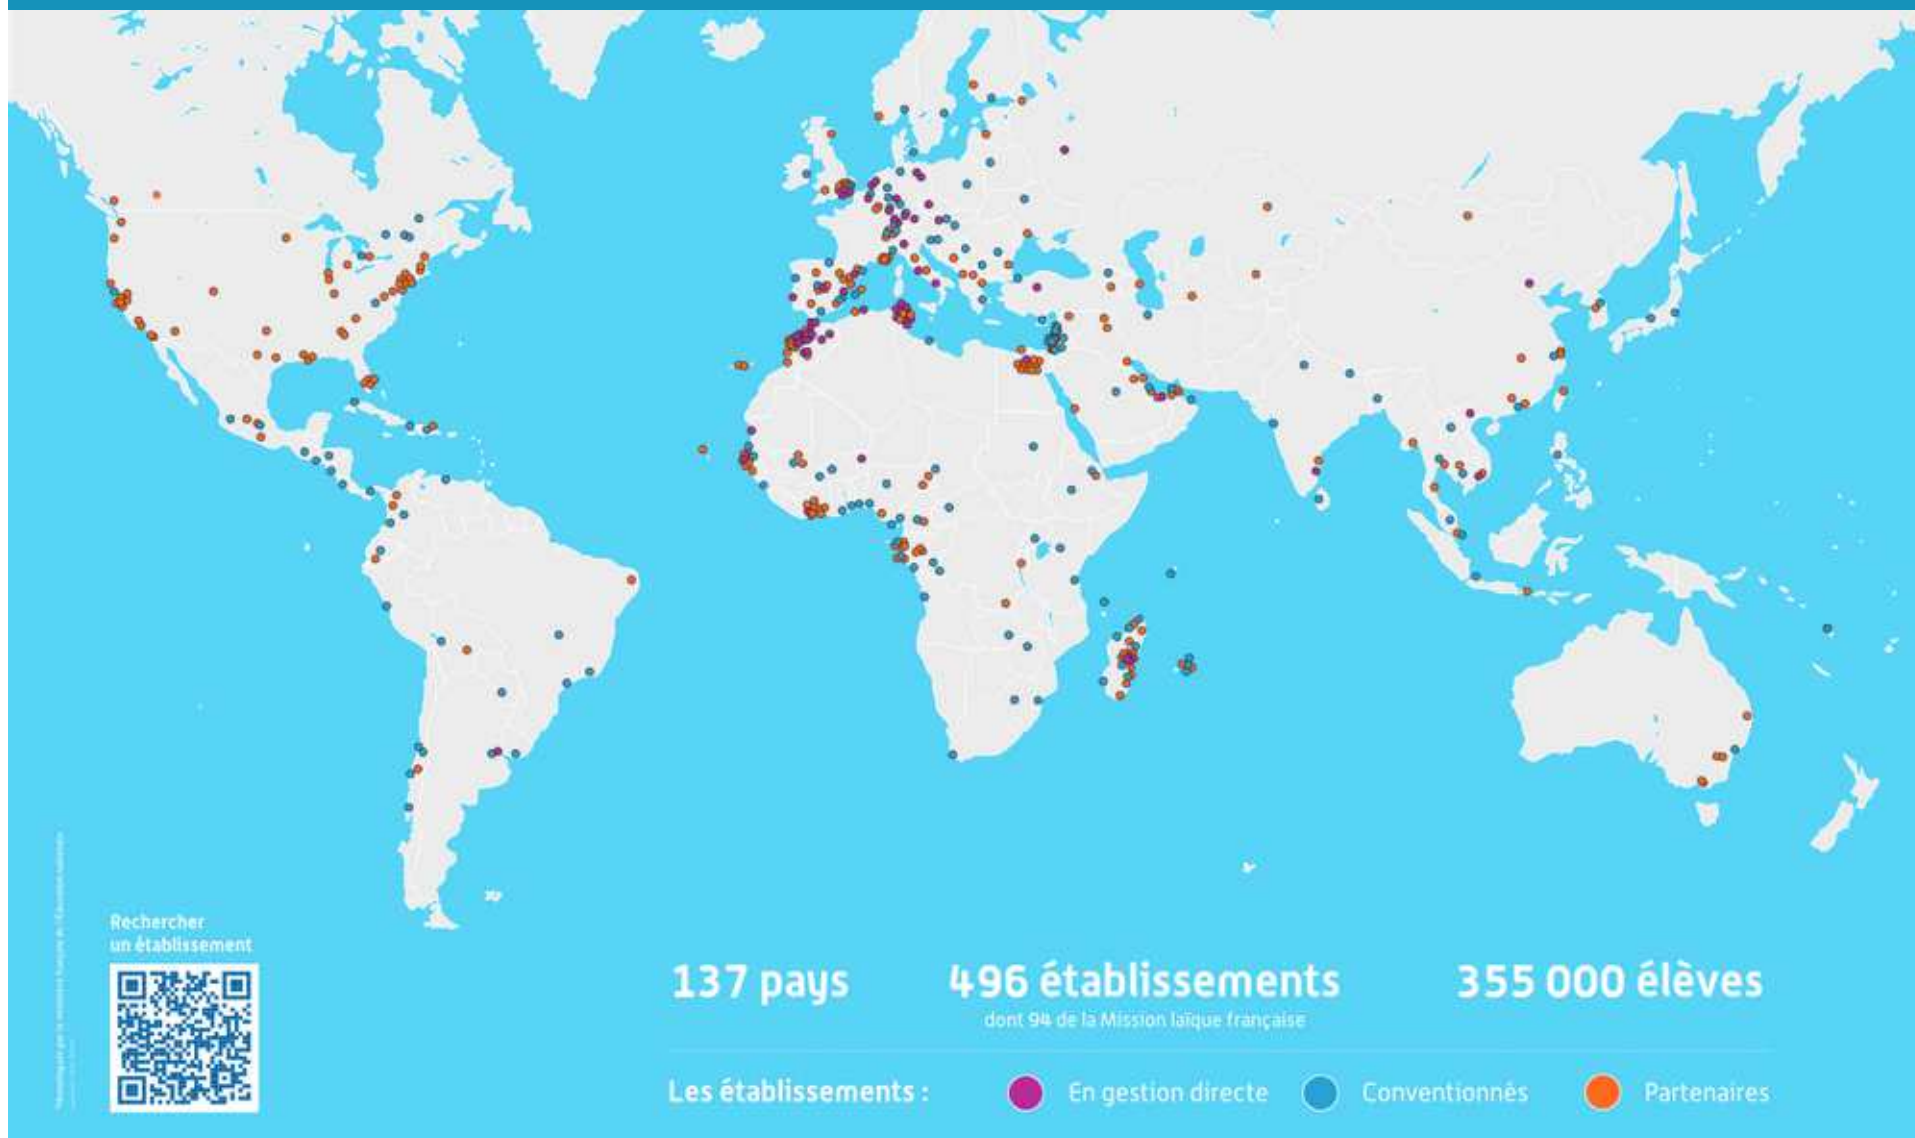 Rechercher
un établissement
137 pays
496 établissements
355 000 élèves
dont 94 de la Mission laïque française
Les établissements :
En gestion directe
Conventionnés
Partenaires